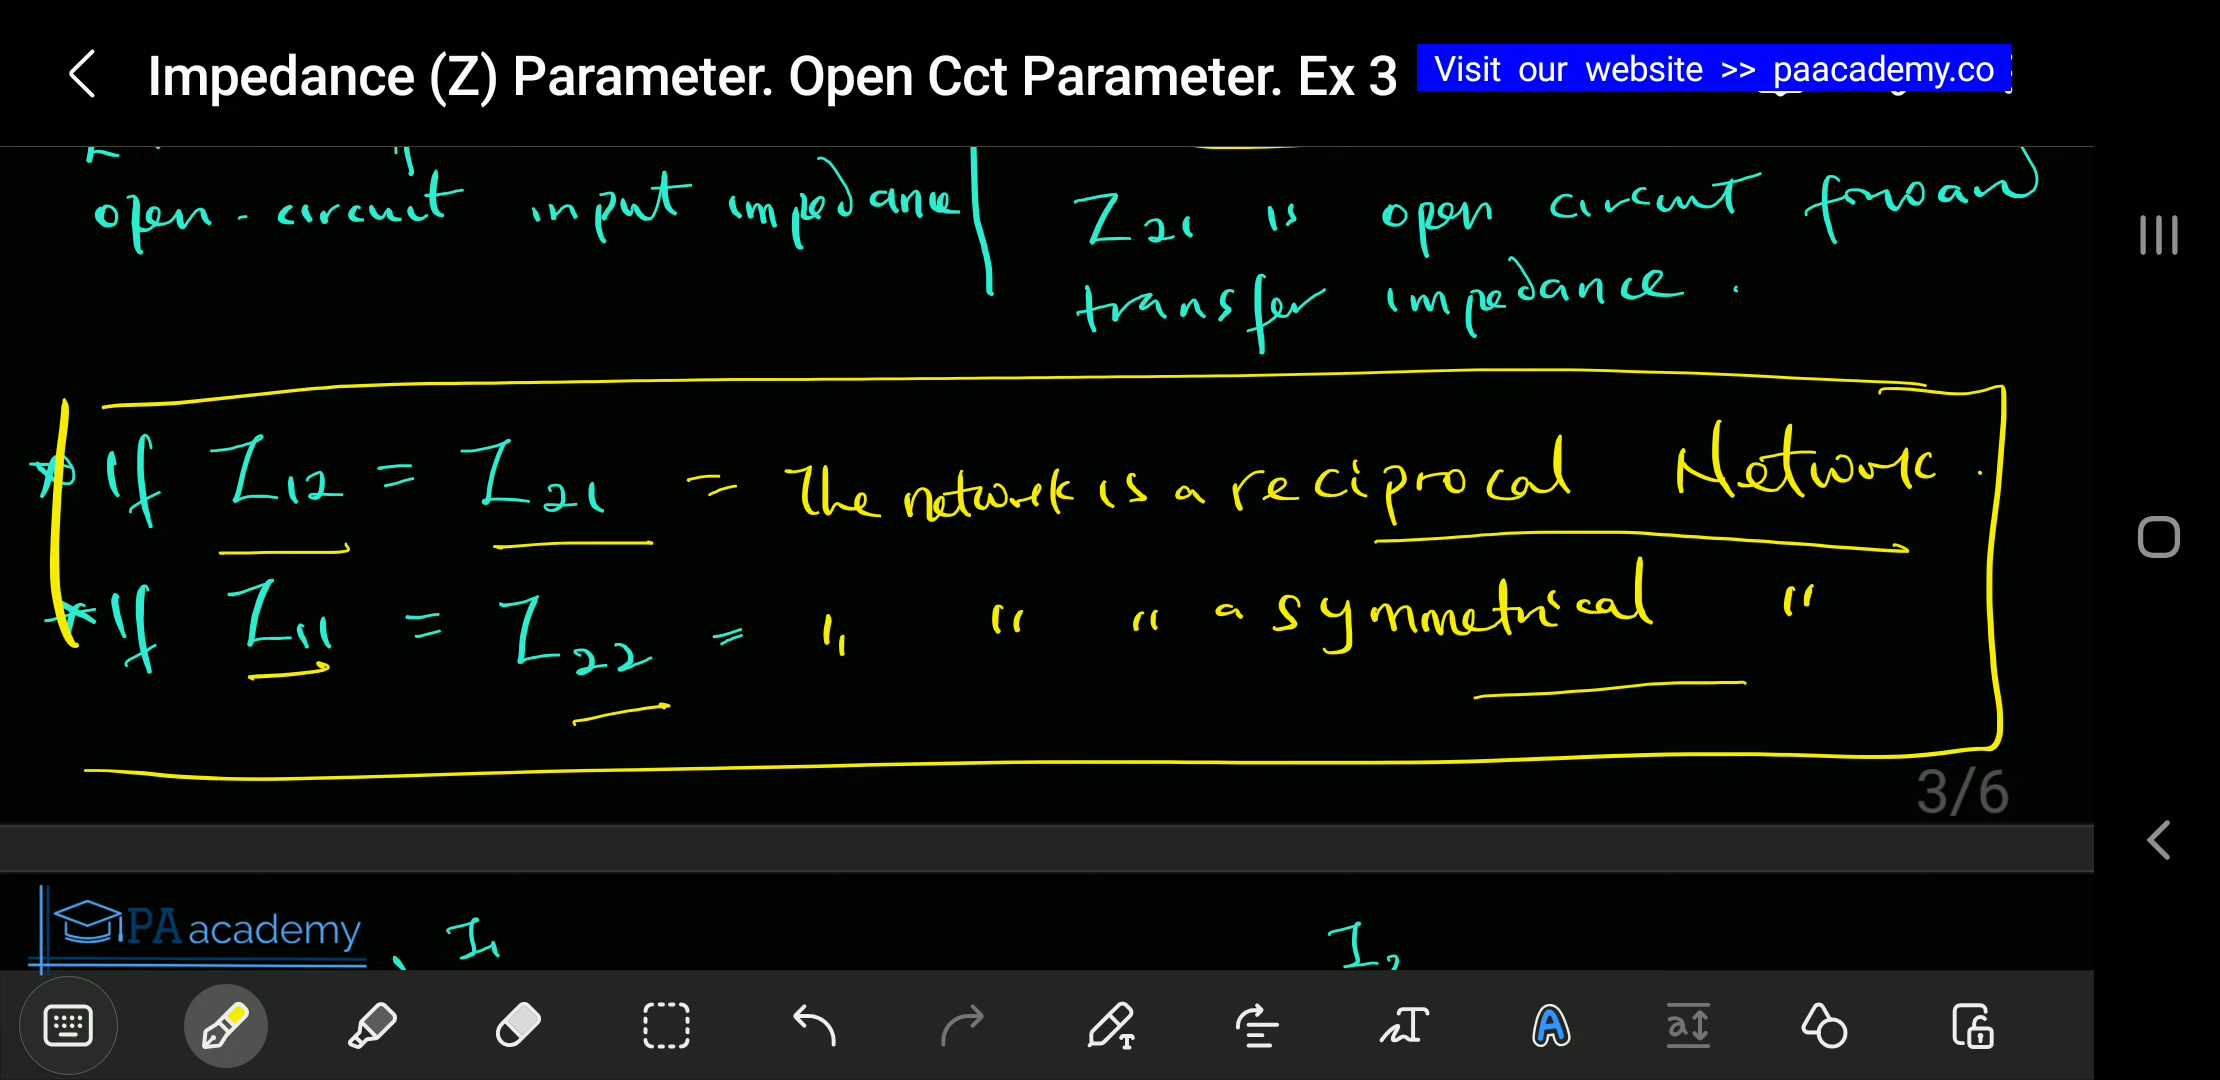 Impedance (Z) Parameter. Open Cct Parameter. Ex 3
Visit our website >> paacademy.co
open-circuit input impedance
Z21 is open circuit forward
transfer impedance.
* If Z12 = Z21 = The network is a reciprocal Network.
* If Z11 = Z22 = " " " a symmetrical "
3/6
PA academy
I1
I2